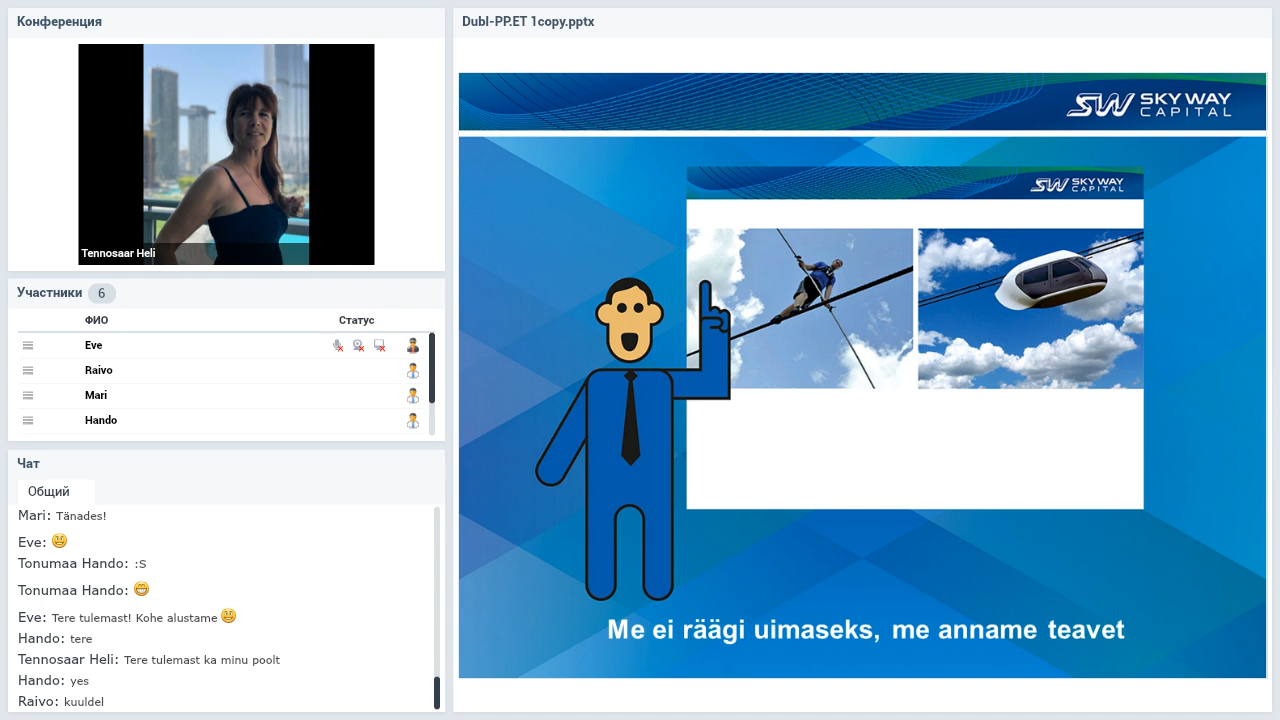 Конференция
Tennosaar Heli
Участники 6
ФИО Статус
Eve
Raivo
Mari
Hando
Чат
Общий
Mari: Tänades!
Eve:
Tonumaa Hando: :S
Tonumaa Hando:
Eve: Tere tulemast! Kohe alustame
Hando: tere
Tennosaar Heli: Tere tulemast ka minu poolt
Hando: yes
Raivo: kuuldel
Dubl-PP.ET 1copy.pptx
SW SKY WAY
CAPITAL
SW SKY WAY
CAPITAL
Me ei räägi uimaseks, me anname teavet